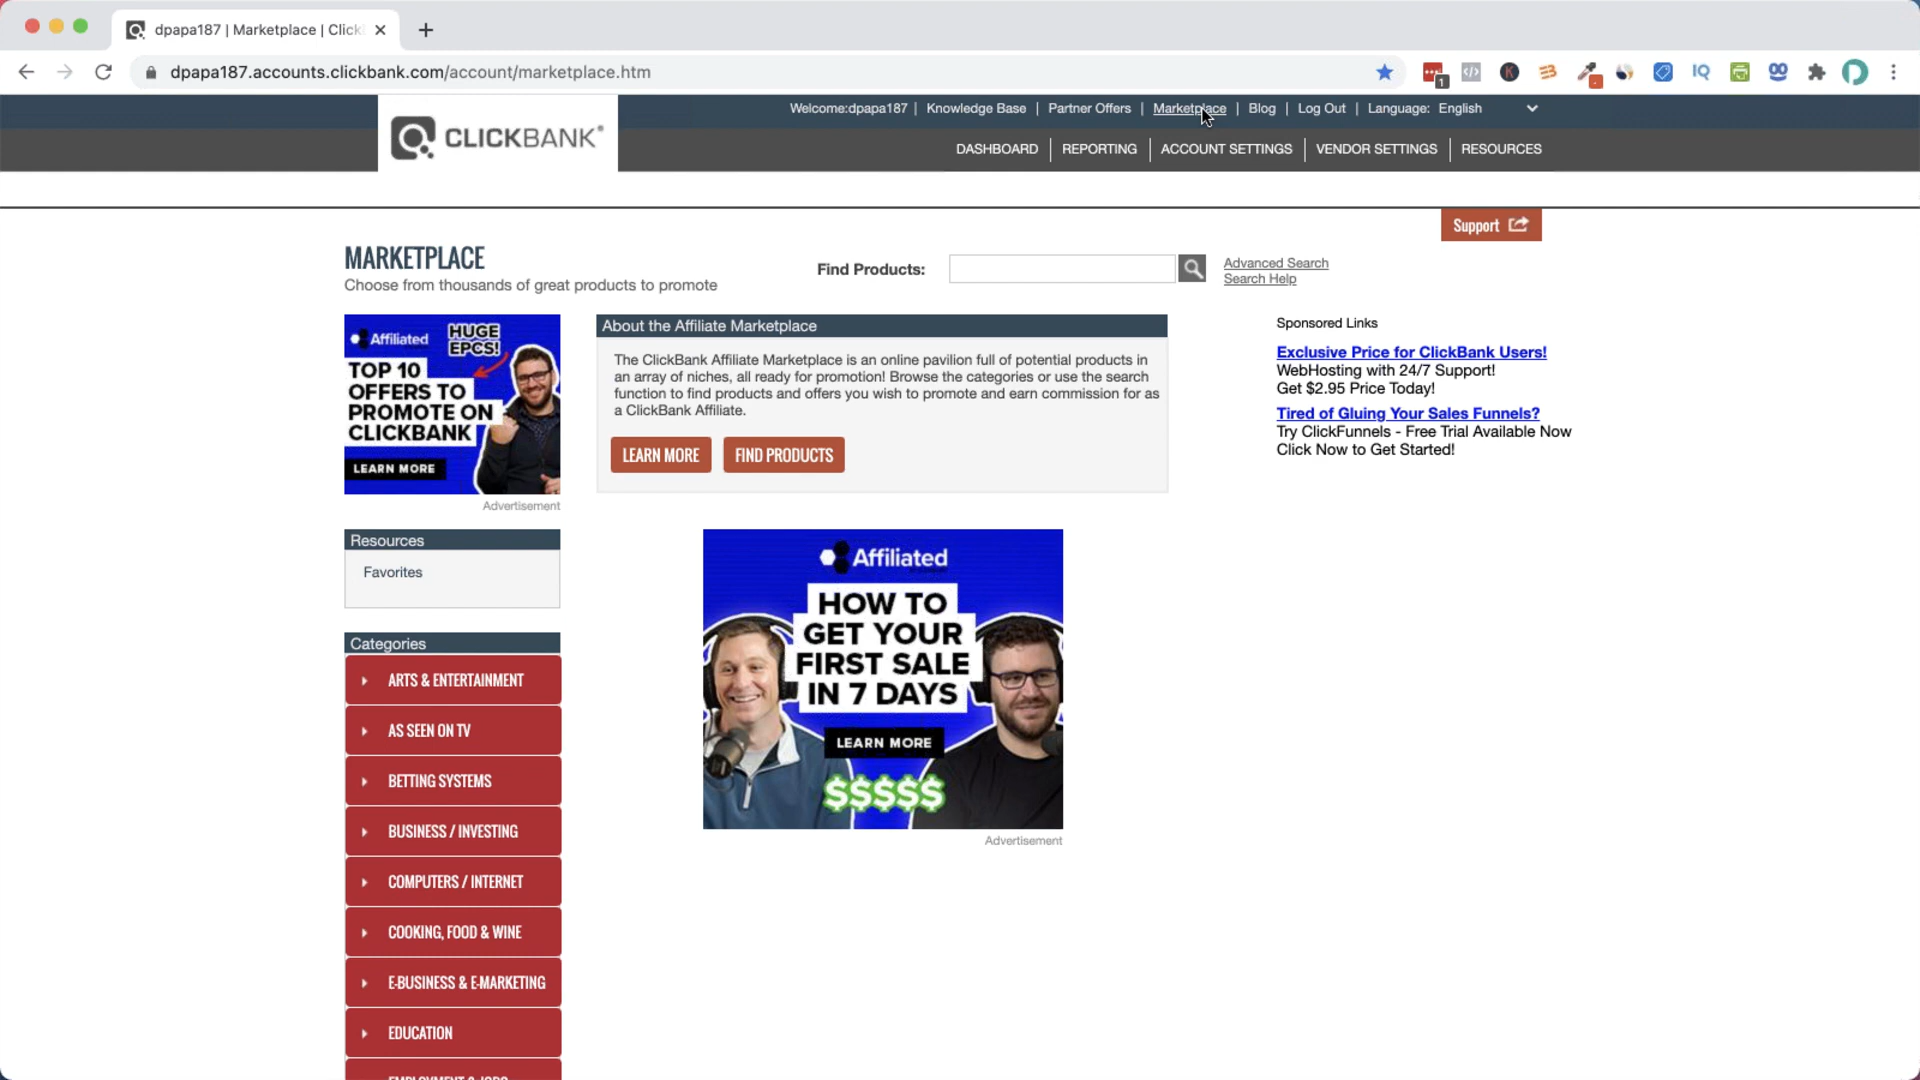 dpapa187 | Marketplace | Click
dpapa187.accounts.clickbank.com/account/marketplace.htm
1
IQ
Welcome:dpapa187 | Knowledge Base | Partner Offers | Marketplace | Blog | Log Out | Language: English
CLICKBANK®
DASHBOARD | REPORTING | ACCOUNT SETTINGS | VENDOR SETTINGS | RESOURCES
Support
MARKETPLACE
Choose from thousands of great products to promote
Find Products:
Advanced Search
Search Help
Affiliated
HUGE
EPCS!
TOP 10
OFFERS TO
PROMOTE ON
CLICKBANK
LEARN MORE
Advertisement
About the Affiliate Marketplace
The ClickBank Affiliate Marketplace is an online pavilion full of potential products in
an array of niches, all ready for promotion! Browse the categories or use the search
function to find products and offers you wish to promote and earn commission for as
a ClickBank Affiliate.
LEARN MORE
FIND PRODUCTS
Sponsored Links
Exclusive Price for ClickBank Users!
WebHosting with 24/7 Support!
Get $2.95 Price Today!
Tired of Gluing Your Sales Funnels?
Try ClickFunnels - Free Trial Available Now
Click Now to Get Started!
Resources
Favorites
Affiliated
HOW TO
GET YOUR
FIRST SALE
IN 7 DAYS
LEARN MORE
$$$$$
Advertisement
Categories
ARTS & ENTERTAINMENT
AS SEEN ON TV
BETTING SYSTEMS
BUSINESS / INVESTING
COMPUTERS / INTERNET
COOKING, FOOD & WINE
E-BUSINESS & E-MARKETING
EDUCATION
EMPLOYMENT & JOBS